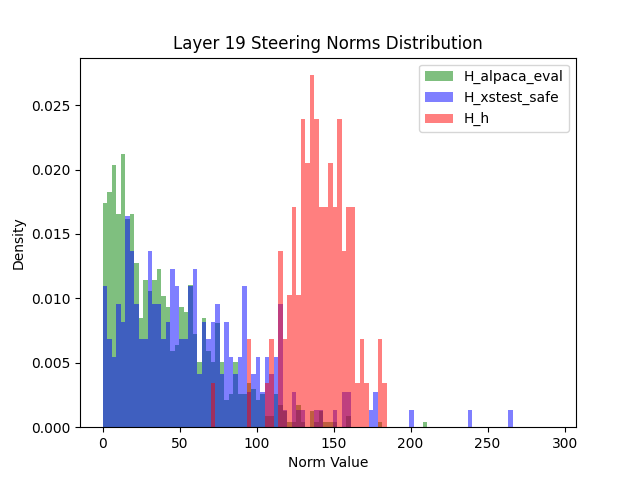 Layer 19 Steering Norms Distribution
H_alpaca_eval
H_xstest_safe
H_h
Density
0.025
0.020
0.015
0.010
0.005
0.000
0
50
100
150
200
250
300
Norm Value